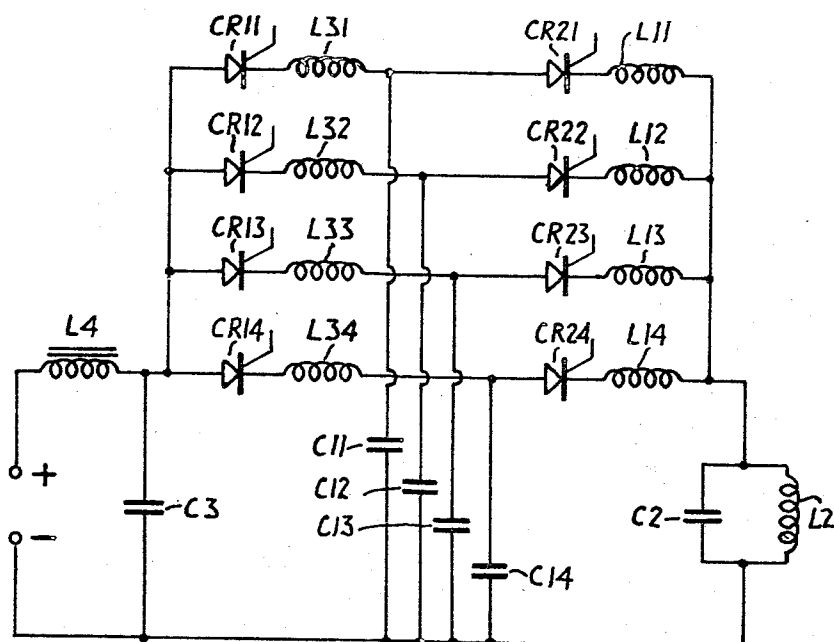 CR11 L31 CR21 L11
CR12 L32 CR22 L12
CR13 L33 CR23 L13
L4 CR14 L34 CR24 L14
+ C11
C12
C3 C13 C2 L2
− C14